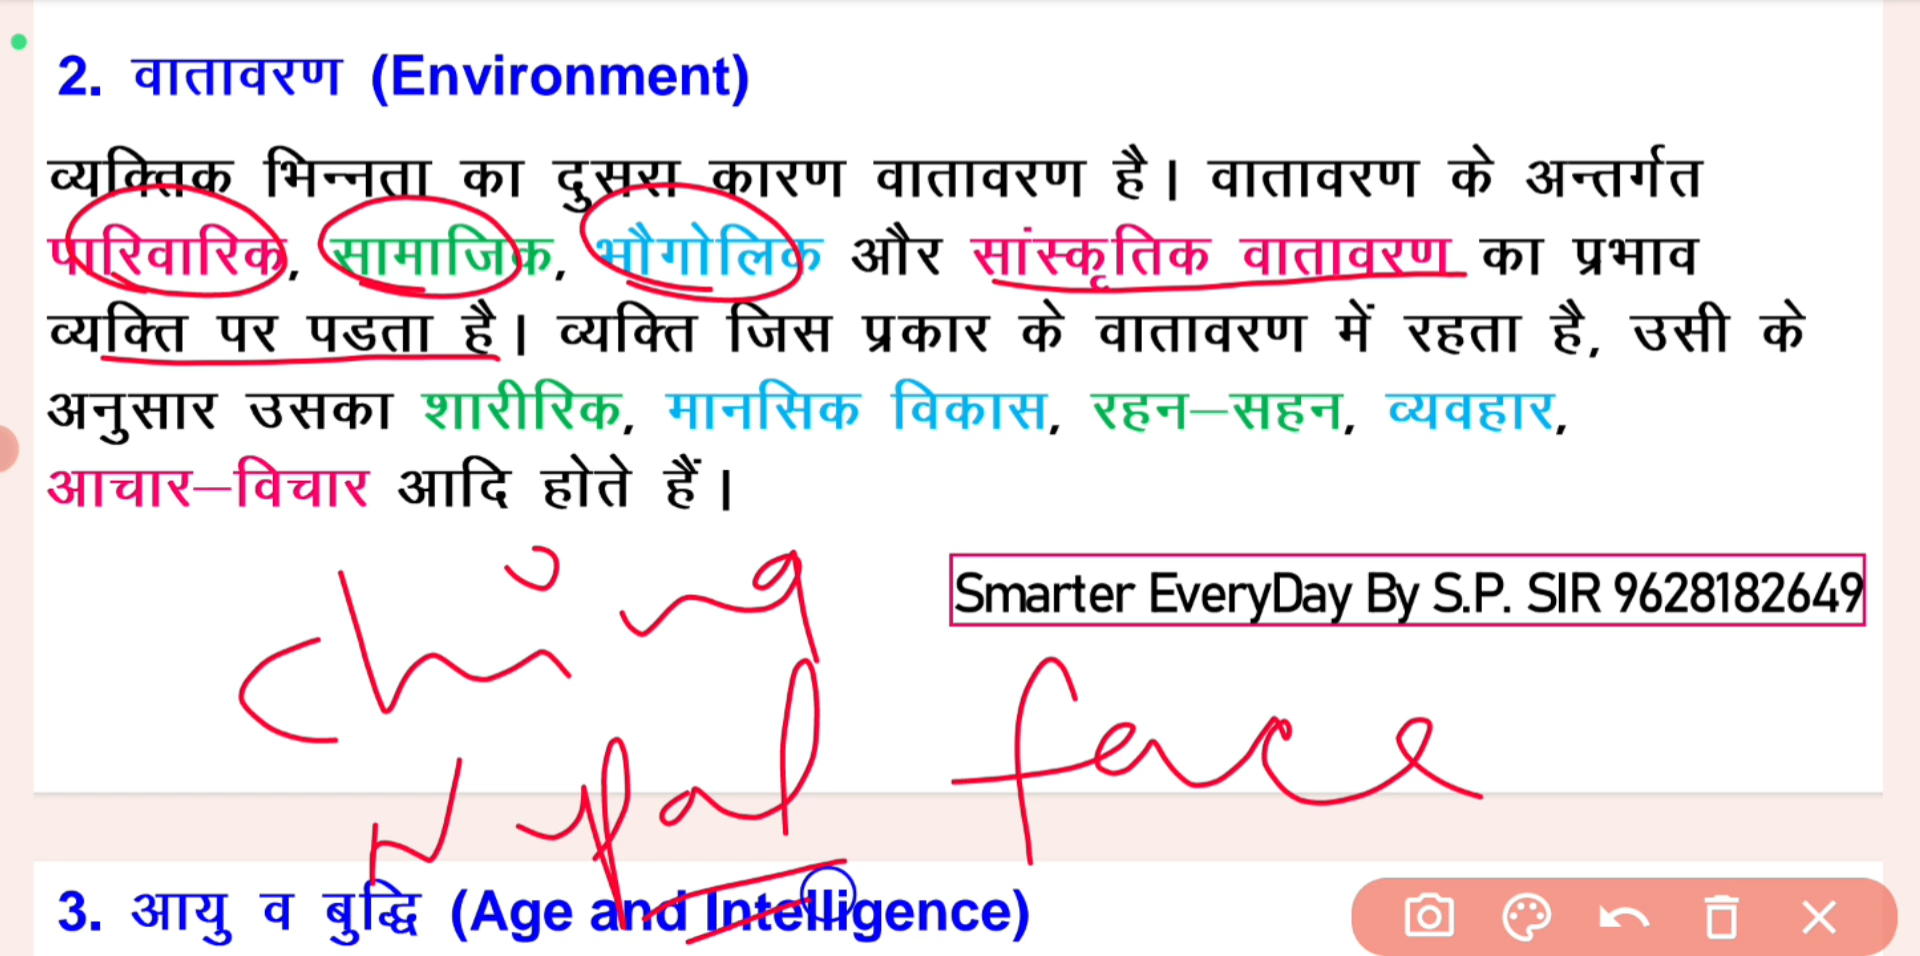 2. वातावरण (Environment)
व्यक्तिक भिन्नता का दुसरा कारण वातावरण है। वातावरण के अन्तर्गत
पारिवारिक, सामाजिक, भौगोलिक और सांस्कृतिक वातावरण का प्रभाव
व्यक्ति पर पडता है। व्यक्ति जिस प्रकार के वातावरण में रहता है, उसी के
अनुसार उसका शारीरिक, मानसिक विकास, रहन–सहन, व्यवहार,
आचार–विचार आदि होते हैं।
Smarter EveryDay By S.P. SIR 9628182649
face
3. आयु व बुद्धि (Age and Intelligence)